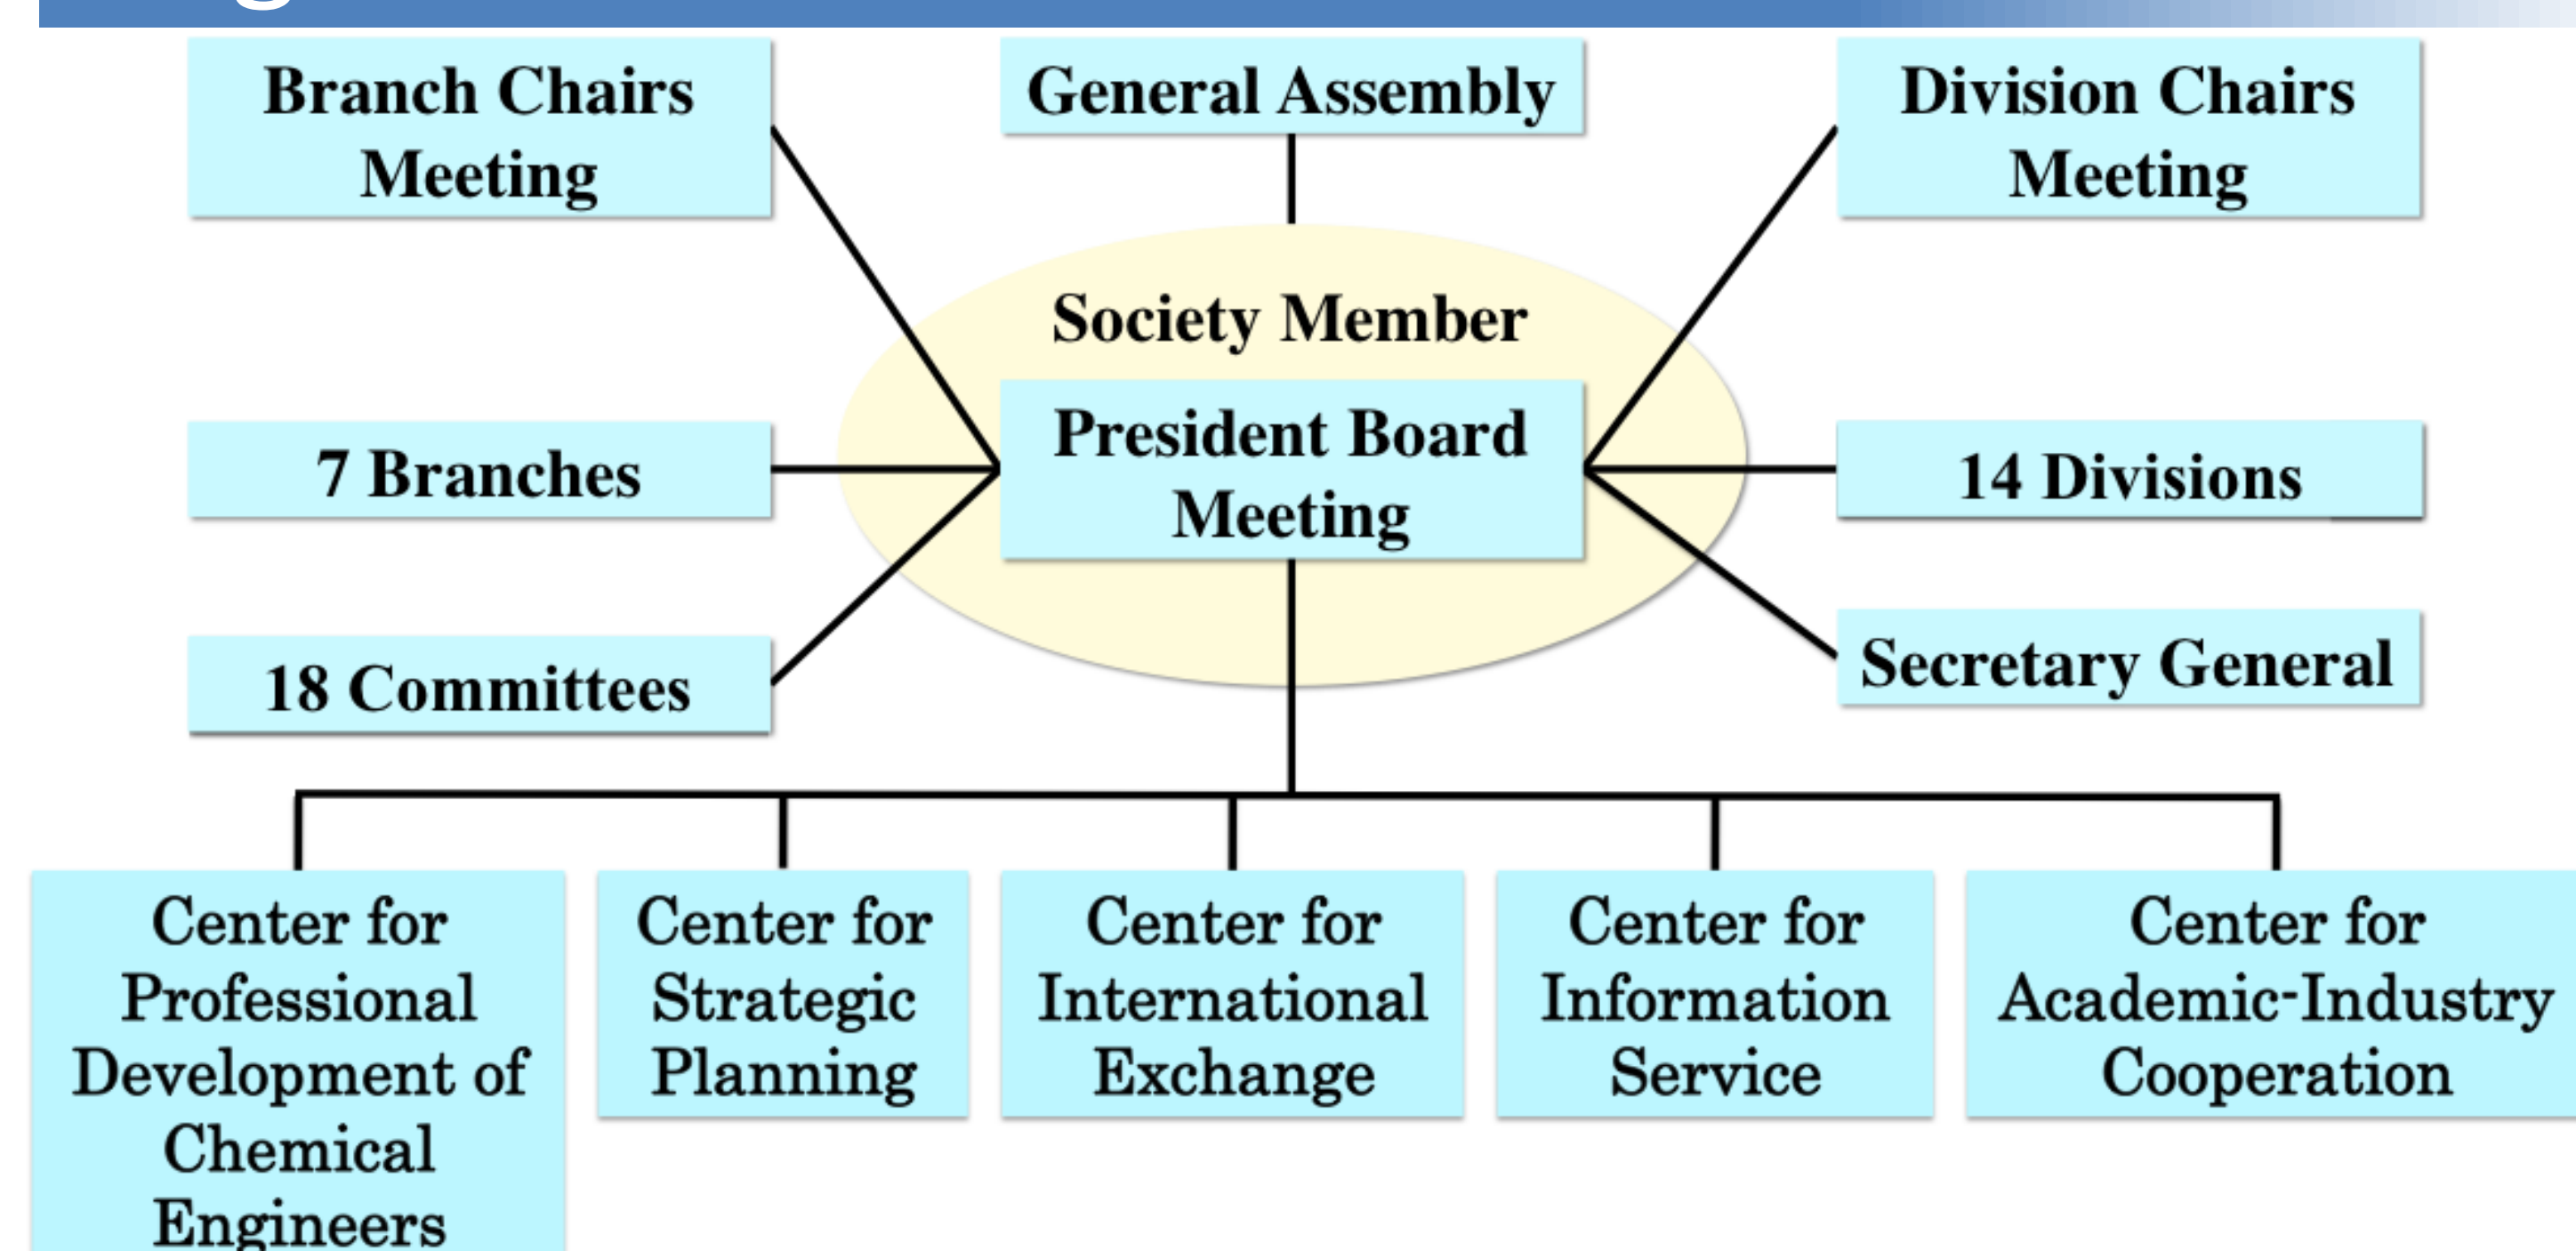 Branch Chairs
Meeting
General Assembly
Division Chairs
Meeting
Society Member
President Board
Meeting
7 Branches
14 Divisions
18 Committees
Secretary General
Center for
Professional
Development of
Chemical
Engineers
Center for
Strategic
Planning
Center for
International
Exchange
Center for
Information
Service
Center for
Academic-Industry
Cooperation